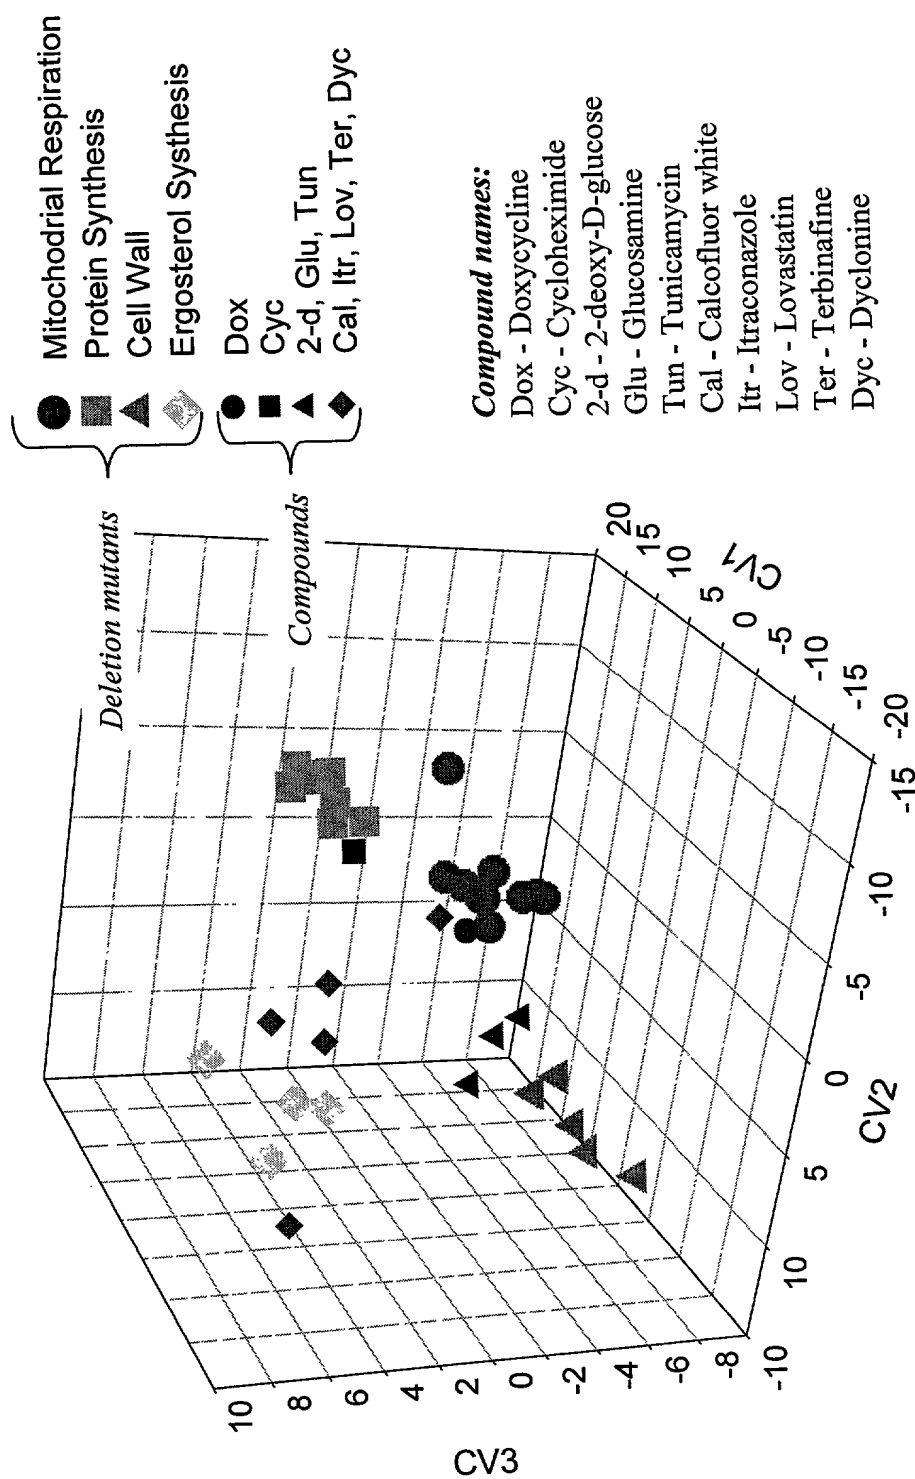 Mitochodrial Respiration
Protein Synthesis
Cell Wall
Ergosterol Systhesis
Dox
Cyc
2-d, Glu, Tun
Cal, Itr, Lov, Ter, Dyc
Deletion mutants
Compounds
Compound names:
Dox - Doxycycline
Cyc - Cycloheximide
2-d - 2-deoxy-D-glucose
Glu - Glucosamine
Tun - Tunicamycin
Cal - Calcofluor white
Itr - Itraconazole
Lov - Lovastatin
Ter - Terbinafine
Dyc - Dyclonine
CV3
10
8
6
4
2
0
-2
-4
-6
-8
-10
CV2
10
5
0
-5
-10
-15
CV1
20
15
10
5
0
-5
-10
-15
-20